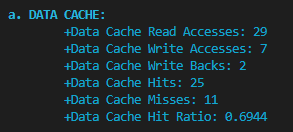 a. DATA CACHE:
+Data Cache Read Accesses: 29
+Data Cache Write Accesses: 7
+Data Cache Write Backs: 2
+Data Cache Hits: 25
+Data Cache Misses: 11
+Data Cache Hit Ratio: 0.6944